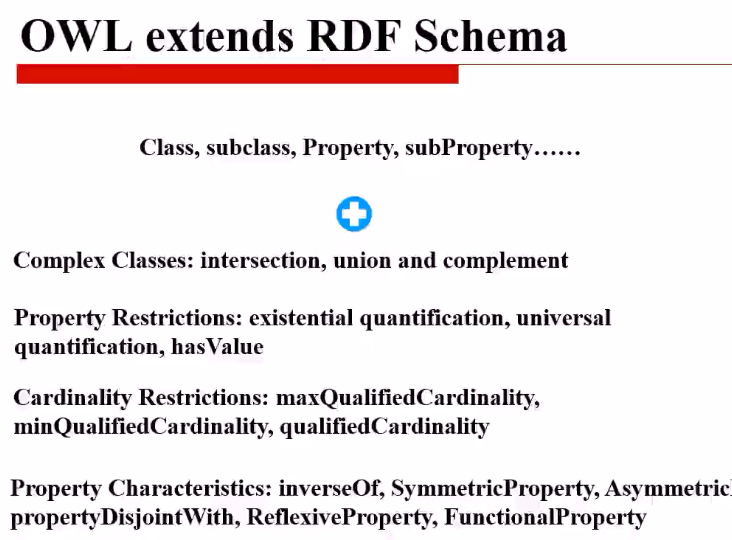 OWL extends RDF Schema
Class, subclass, Property, subProperty……
Complex Classes: intersection, union and complement
Property Restrictions: existential quantification, universal
quantification, hasValue
Cardinality Restrictions: maxQualifiedCardinality,
minQualifiedCardinality, qualifiedCardinality
Property Characteristics: inverseOf, SymmetricProperty, Asymmetric
propertyDisjointWith, ReflexiveProperty, FunctionalProperty